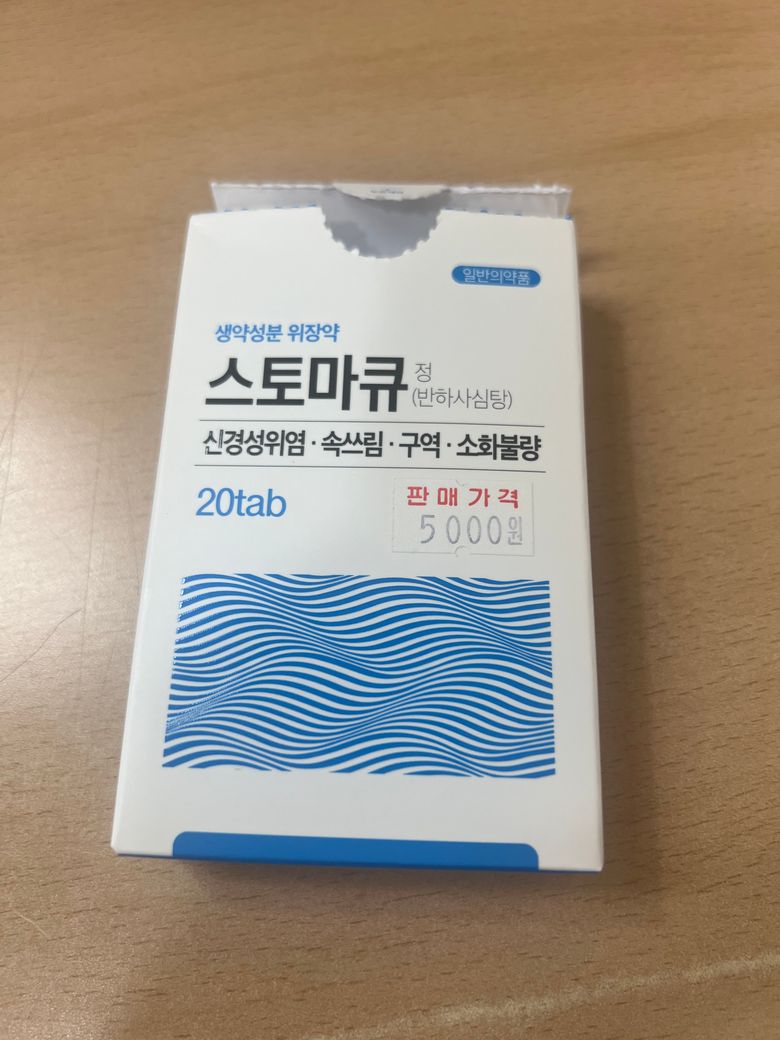 일반의약품
생약성분 위장약
스토마큐 정
(반하사심탕)
신경성위염 · 속쓰림 · 구역 · 소화불량
20tab
판매가격
5000원